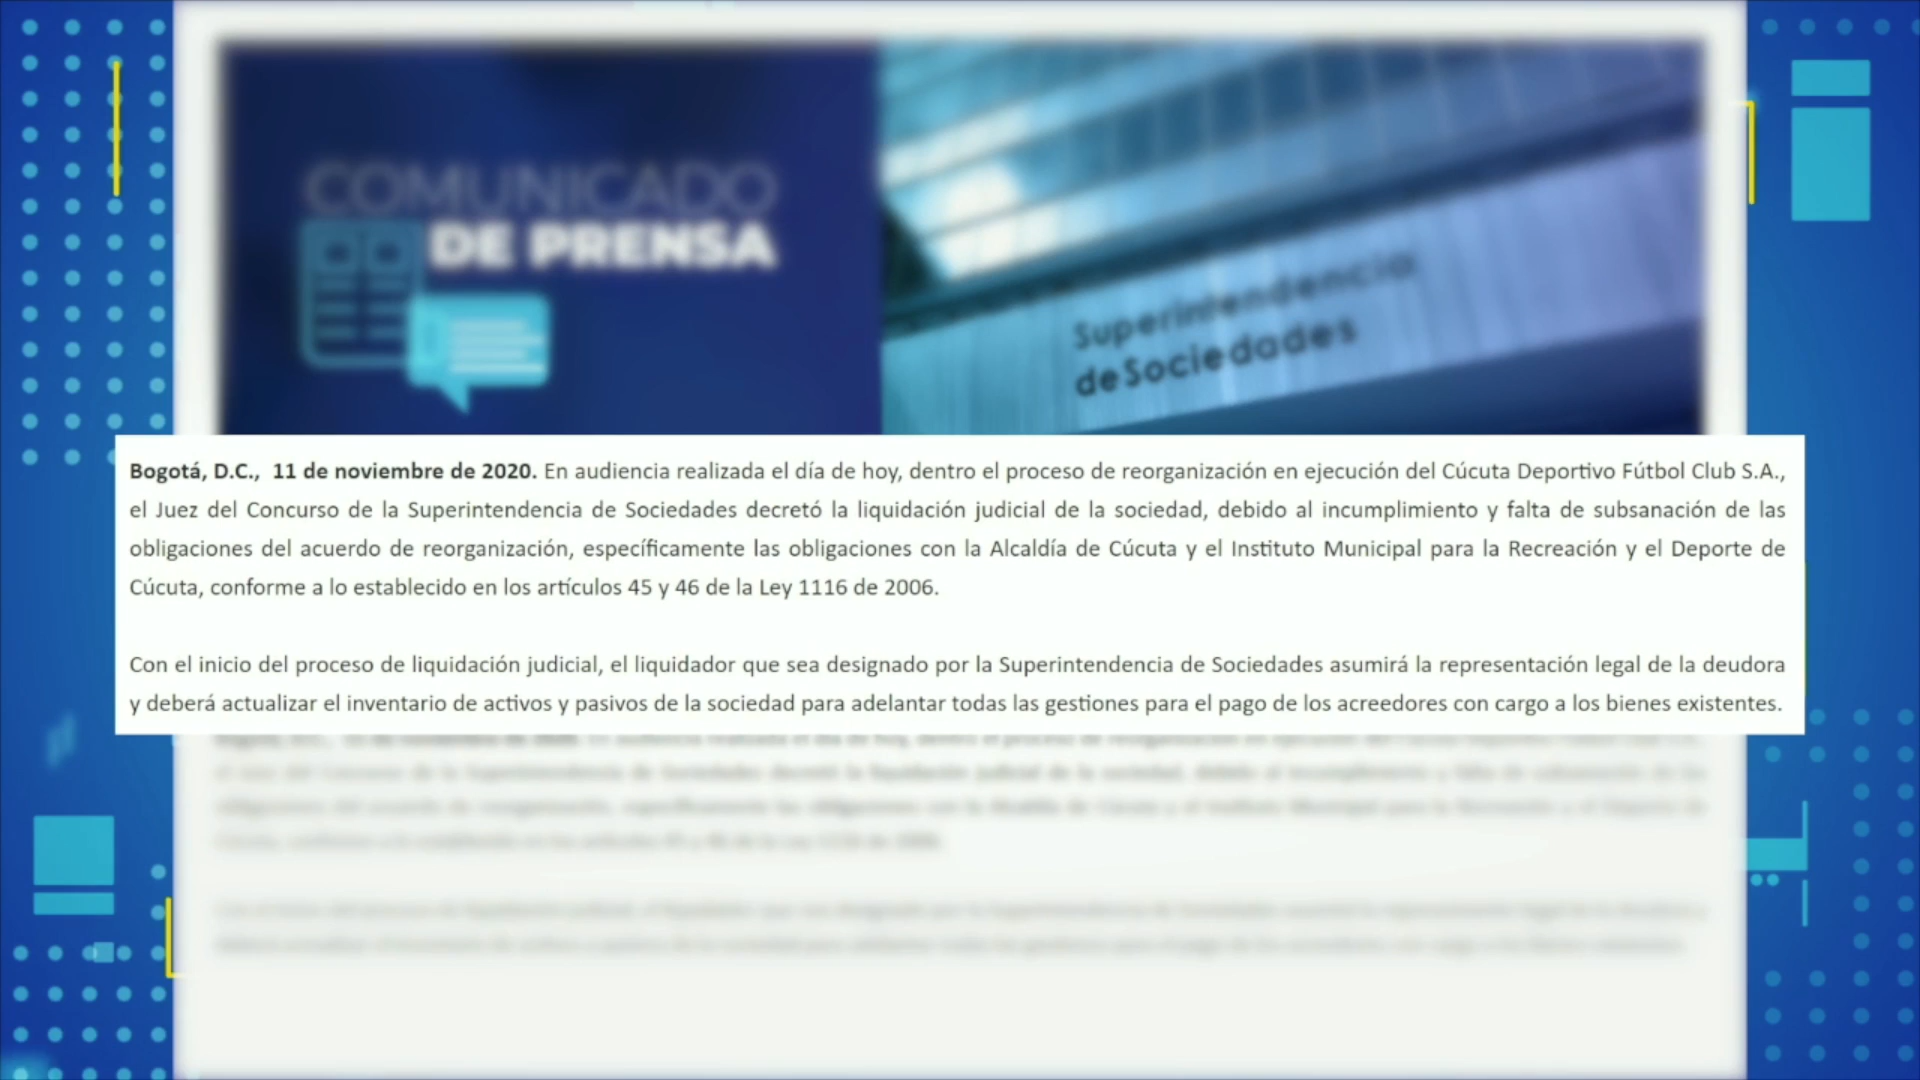 COMUNICADO
DE PRENSA
Superintendencia
de Sociedades
Bogotá, D.C., 11 de noviembre de 2020. En audiencia realizada el día de hoy, dentro el proceso de reorganización en ejecución del Cúcuta Deportivo Fútbol Club S.A.,
el Juez del Concurso de la Superintendencia de Sociedades decretó la liquidación judicial de la sociedad, debido al incumplimiento y falta de subsanación de las
obligaciones del acuerdo de reorganización, específicamente las obligaciones con la Alcaldía de Cúcuta y el Instituto Municipal para la Recreación y el Deporte de
Cúcuta, conforme a lo establecido en los artículos 45 y 46 de la Ley 1116 de 2006.
Con el inicio del proceso de liquidación judicial, el liquidador que sea designado por la Superintendencia de Sociedades asumirá la representación legal de la deudora
y deberá actualizar el inventario de activos y pasivos de la sociedad para adelantar todas las gestiones para el pago de los acreedores con cargo a los bienes existentes.